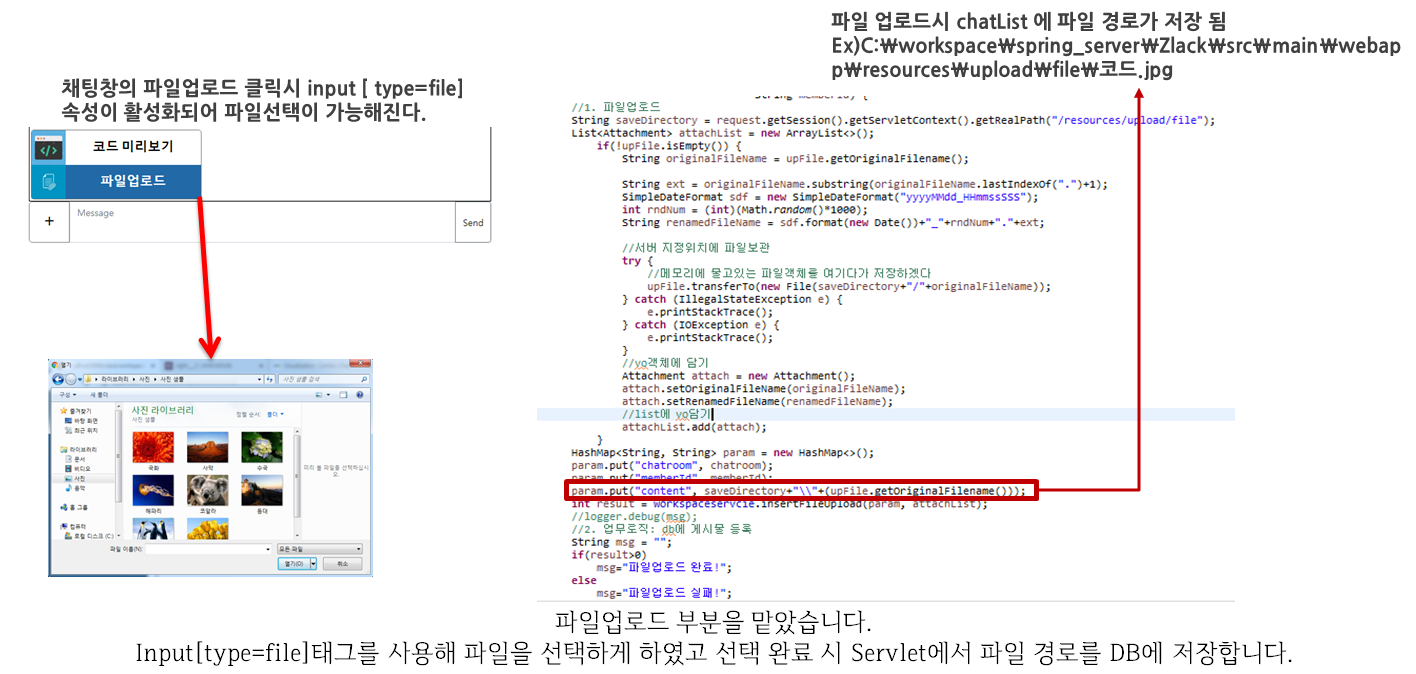 파일 업로드시 chatList 에 파일 경로가 저장 됨
Ex)C:\workspace\spring_server\Zlack\src\main\webap
p\resources\upload\file\코드.jpg
채팅창의 파일업로드 클릭시 input [ type=file]
속성이 활성화되어 파일선택이 가능해진다.
</> 코드 미리보기
파일업로드
+ Message Send
열기
라이브러리 ▸ 사진 ▸ 사진 샘플
사진 샘플 검색
구성 새 폴더
즐겨찾기
바탕 화면
최근 위치
라이브러리
문서
비디오
사진
음악
홈 그룹
컴퓨터
로컬 디스크 (C:)
사진 라이브러리
사진 샘플
정렬 순서: 폴더
국화 사막 수국
해파리 코알라 등대
미리 볼 파일을 선택하십시
오.
파일 이름(N): 모든 파일
열기(O) 취소
String memberId) {
//1. 파일업로드
String saveDirectory = request.getSession().getServletContext().getRealPath("/resources/upload/file");
List<Attachment> attachList = new ArrayList<>();
if(!upFile.isEmpty()) {
String originalFileName = upFile.getOriginalFilename();
String ext = originalFileName.substring(originalFileName.lastIndexOf(".")+1);
SimpleDateFormat sdf = new SimpleDateFormat("yyyyMMdd_HHmmssSSS");
int rndNum = (int)(Math.random()*1000);
String renamedFileName = sdf.format(new Date())+"_"+rndNum+"."+ext;
//서버 지정위치에 파일보관
try {
//메모리에 물고있는 파일객체를 여기다가 저장하겠다
upFile.transferTo(new File(saveDirectory+"/"+originalFileName));
} catch (IllegalStateException e) {
e.printStackTrace();
} catch (IOException e) {
e.printStackTrace();
}
//vo객체에 담기
Attachment attach = new Attachment();
attach.setOriginalFileName(originalFileName);
attach.setRenamedFileName(renamedFileName);
//list에 vo담기
attachList.add(attach);
}
HashMap<String, String> param = new HashMap<>();
param.put("chatroom", chatroom);
param.put("memberId", memberId);
param.put("content", saveDirectory+"\\"+(upFile.getOriginalFilename()));
int result = workspaceServcie.insertFileUpload(param, attachList);
//logger.debug(msg);
//2. 업무로직: db에 게시물 등록
String msg = "";
if(result>0)
msg="파일업로드 완료!";
else
msg="파일업로드 실패!";
파일업로드 부분을 맡았습니다.
Input[type=file]태그를 사용해 파일을 선택하게 하였고 선택 완료 시 Servlet에서 파일 경로를 DB에 저장합니다.